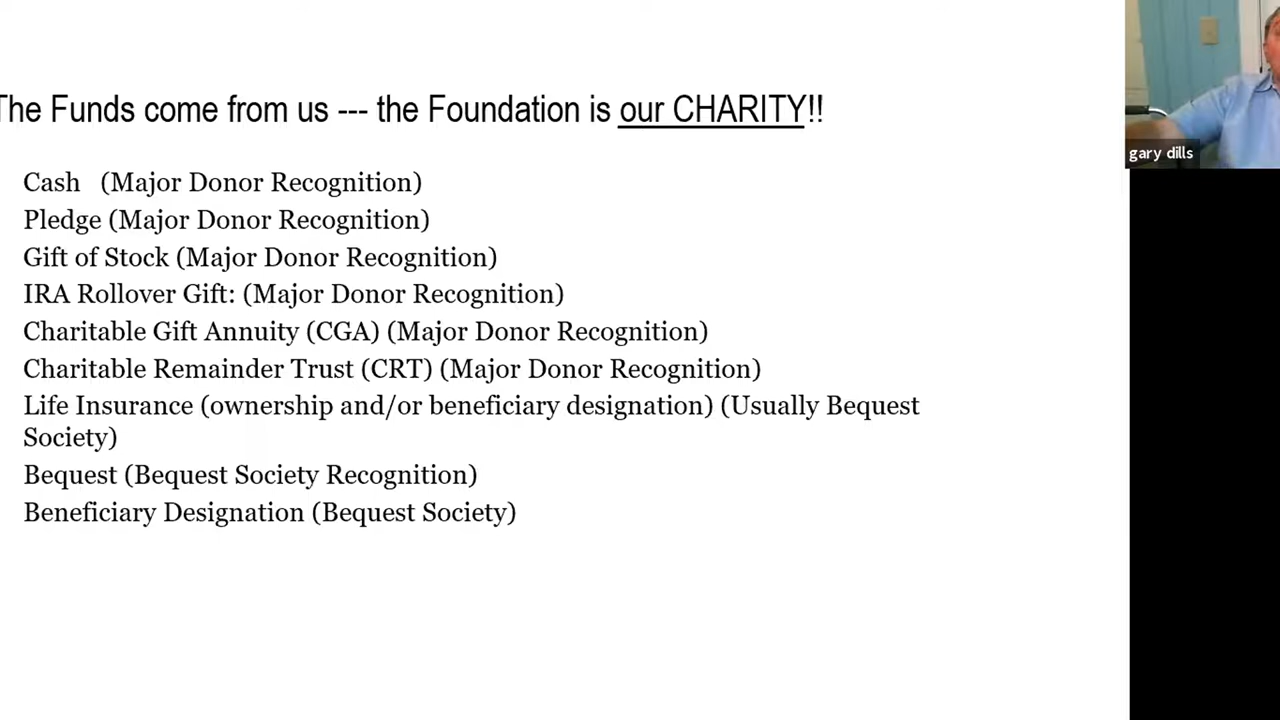 The Funds come from us --- the Foundation is our CHARITY!!
gary dills
Cash (Major Donor Recognition)
Pledge (Major Donor Recognition)
Gift of Stock (Major Donor Recognition)
IRA Rollover Gift: (Major Donor Recognition)
Charitable Gift Annuity (CGA) (Major Donor Recognition)
Charitable Remainder Trust (CRT) (Major Donor Recognition)
Life Insurance (ownership and/or beneficiary designation) (Usually Bequest
Society)
Bequest (Bequest Society Recognition)
Beneficiary Designation (Bequest Society)